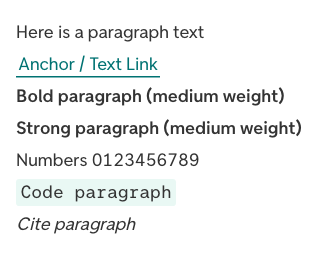 Here is a paragraph text
Anchor / Text Link
Bold paragraph (medium weight)
Strong paragraph (medium weight)
Numbers 0123456789
Code paragraph
Cite paragraph